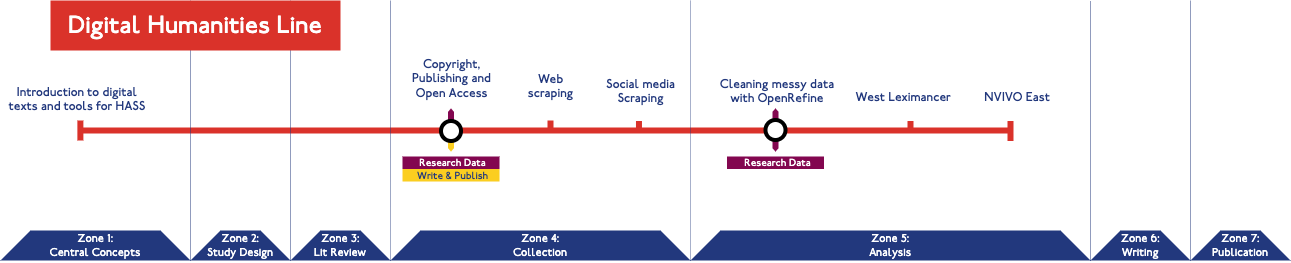 Digital Humanities Line
Introduction to digital
texts and tools for HASS
Copyright,
Publishing and
Open Access
Web
scraping
Social media
Scraping
Cleaning messy data
with OpenRefine
West Leximancer
NVIVO East
Research Data
Write & Publish
Research Data
Zone 1:
Central Concepts
Zone 2:
Study Design
Zone 3:
Lit Review
Zone 4:
Collection
Zone 5:
Analysis
Zone 6:
Writing
Zone 7:
Publication